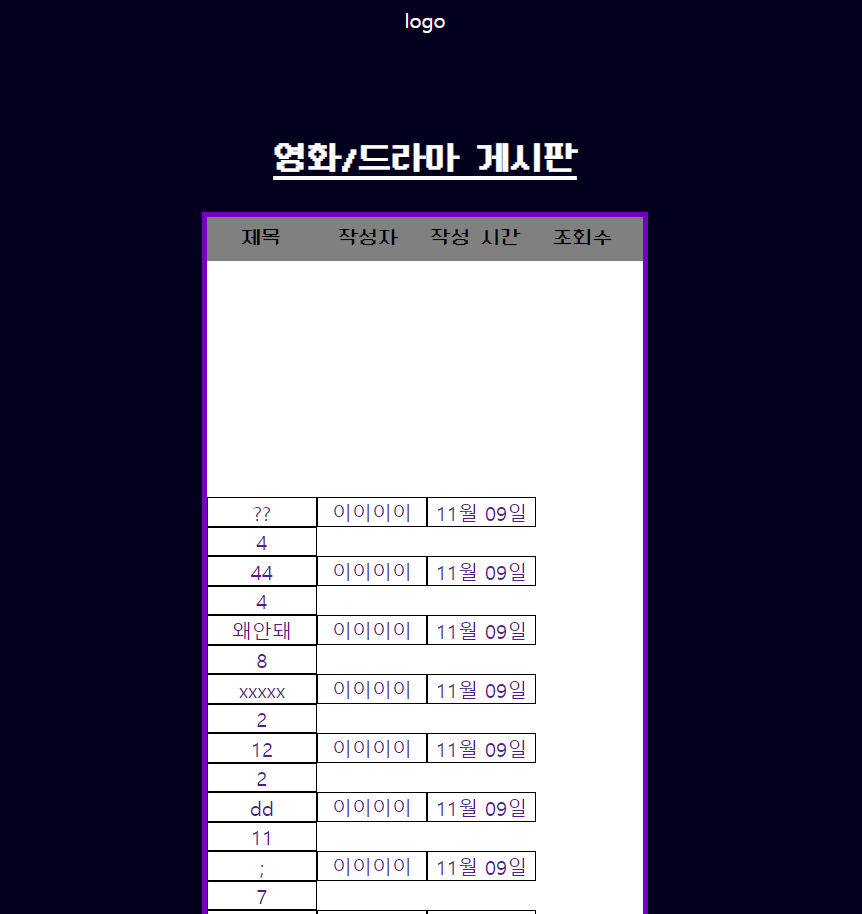 logo
영화/드라마 게시판
제목 작성자 작성 시간 조회수
?? 이이이이 11월 09일
4
44 이이이이 11월 09일
4
왜안돼 이이이이 11월 09일
8
xxxxx 이이이이 11월 09일
2
12 이이이이 11월 09일
2
dd 이이이이 11월 09일
11
; 이이이이 11월 09일
7